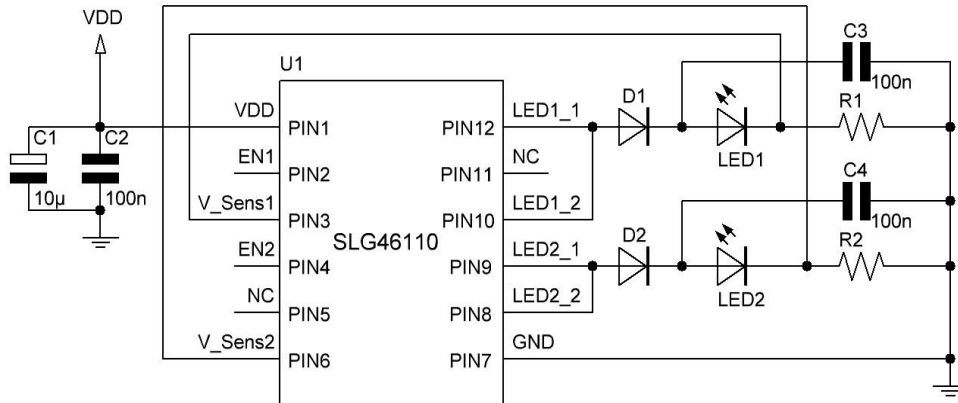 VDD
U1
C3
100n
VDD
LED1_1
D1
R1
C1
C2
PIN1
PIN12
EN1
NC
LED1
PIN2
PIN11
C4
10µ
100n
V_Sens1
LED1_2
100n
PIN3
PIN10
SLG46110
EN2
LED2_1
D2
R2
PIN4
PIN9
NC
LED2_2
LED2
PIN5
PIN8
V_Sens2
GND
PIN6
PIN7